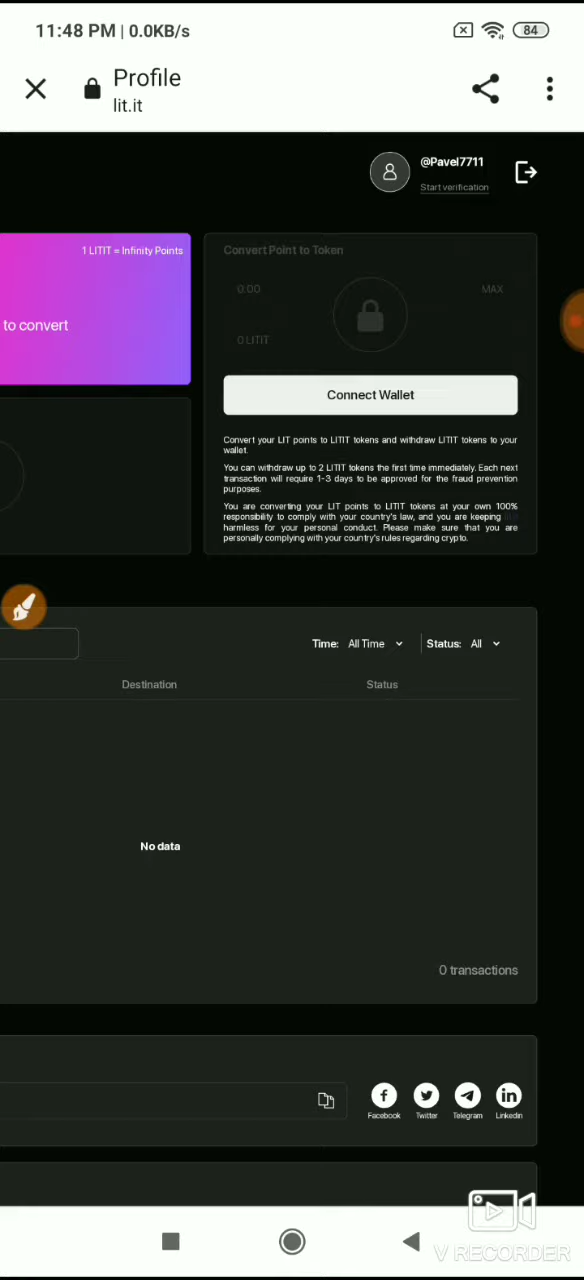 11:48 PM | 0.0KB/s
84
Profile
lit.it
@Pavel7711
Start verification
1 LITIT = Infinity Points
to convert
Convert Point to Token
0.00
MAX
0 LITIT
Connect Wallet
Convert your LIT points to LITIT tokens and withdraw LITIT tokens to your
wallet.
You can withdraw up to 2 LITIT tokens the first time immediately. Each next
transaction will require 1-3 days to be approved for the fraud prevention
purposes.
You are converting your LIT points to LITIT tokens at your own 100%
responsibility to comply with your country's law, and you are keeping us
harmless for your personal conduct. Please make sure that you are
personally complying with your country's rules regarding crypto.
Time: All Time
Status: All
Destination
Status
No data
0 transactions
Facebook
Twitter
Telegram
Linkedin
V RECORDER